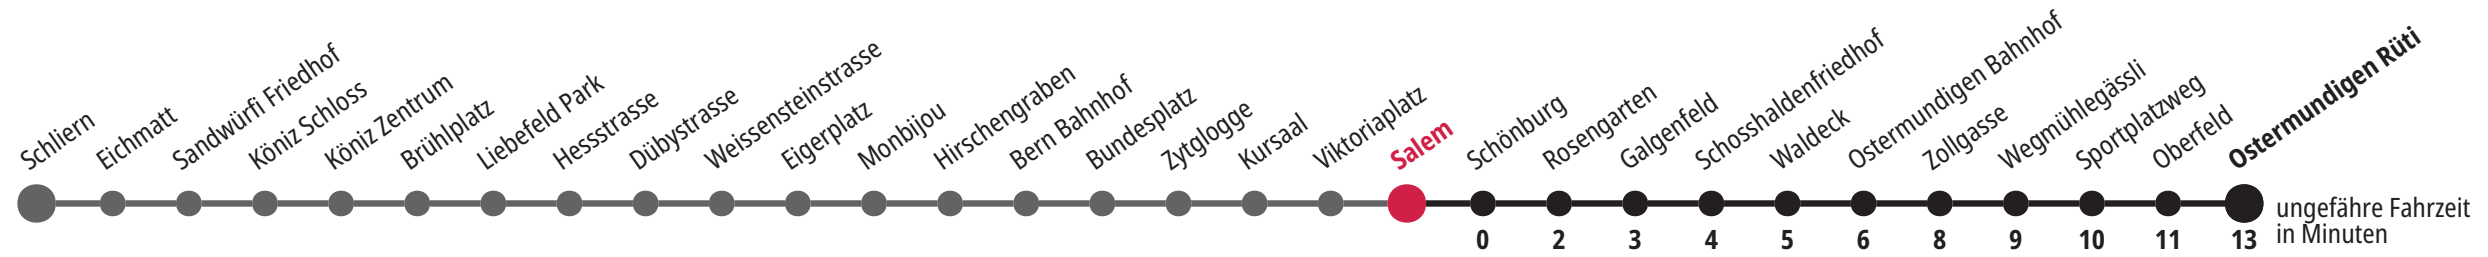 Schliern
Eichmatt
Sandwürfi Friedhof
Köniz Schloss
Köniz Zentrum
Brühlplatz
Liebefeld Park
Hessstrasse
Dübystrasse
Weissensteinstrasse
Eigerplatz
Monbijou
Hirschengraben
Bern Bahnhof
Bundesplatz
Zytglogge
Kursaal
Viktoriaplatz
Salem
Schönburg
Rosengarten
Galgenfeld
Schosshaldenfriedhof
Waldeck
Ostermundigen Bahnhof
Zollgasse
Wegmühlegässli
Sportplatzweg
Oberfeld
Ostermundigen Rüti
0 2 3 4 5 6 8 9 10 11 13
ungefähre Fahrzeit
in Minuten